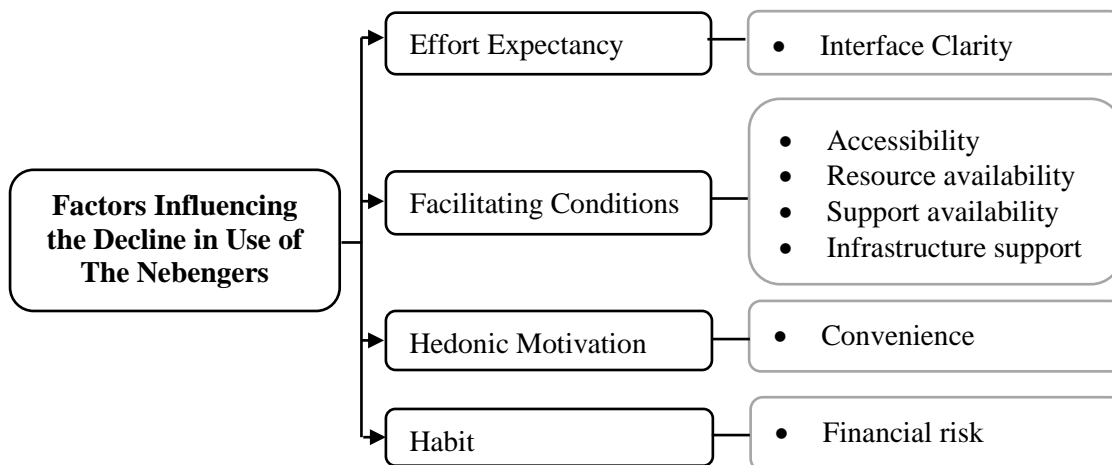 Factors Influencing
the Decline in Use of
The Nebengers
Effort Expectancy
• Interface Clarity
Facilitating Conditions
• Accessibility
• Resource availability
• Support availability
• Infrastructure support
Hedonic Motivation
• Convenience
Habit
• Financial risk